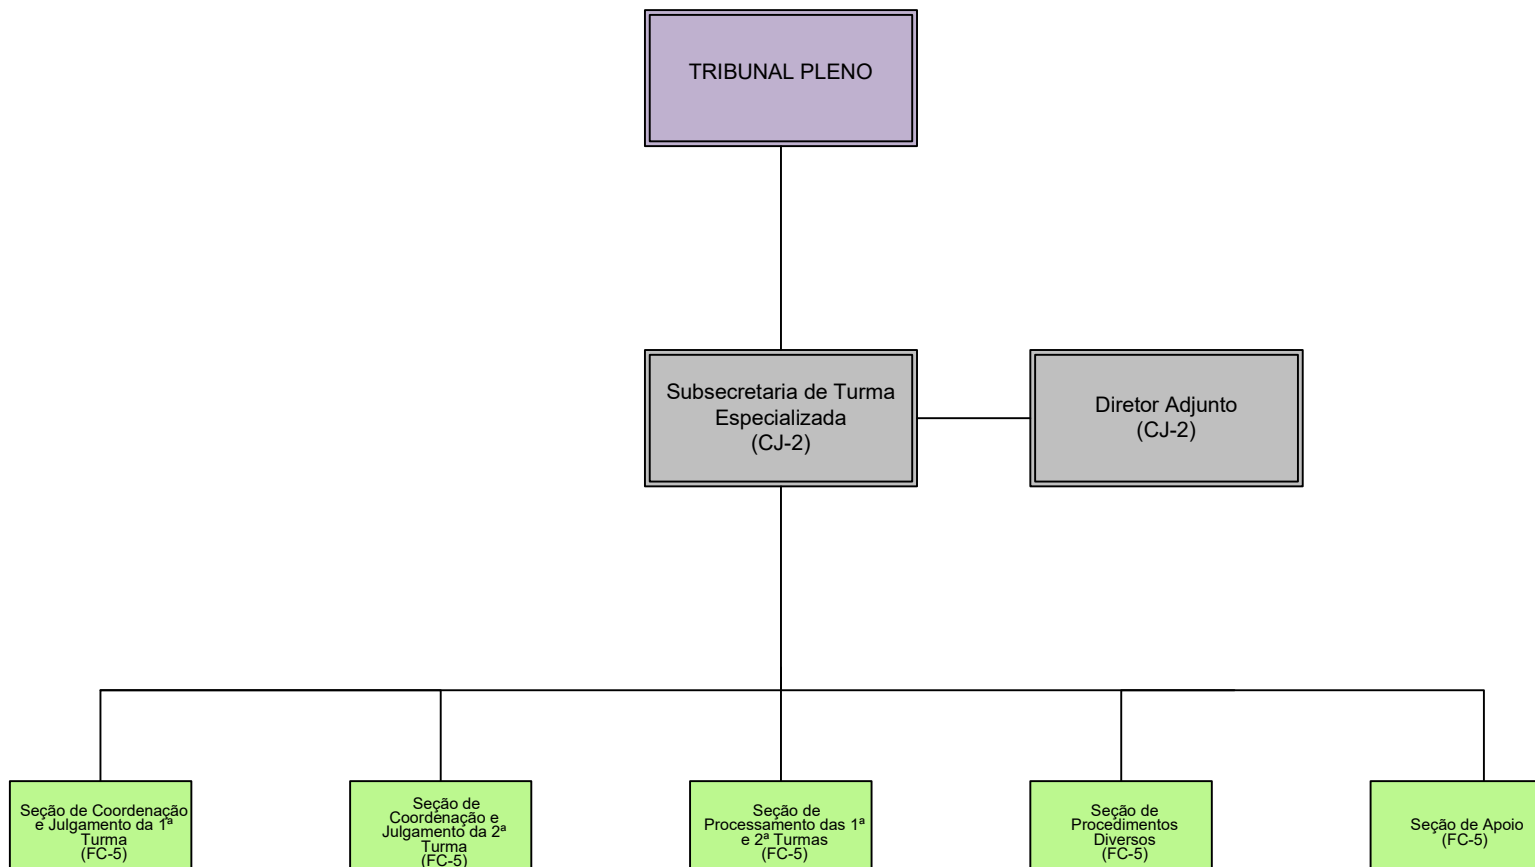 TRIBUNAL PLENO
Subsecretaria de Turma
Especializada
(CJ-2)
Diretor Adjunto
(CJ-2)
Seção de Coordenação
e Julgamento da 1ª
Turma
(FC-5)
Seção de
Coordenação e
Julgamento da 2ª
Turma
(FC-5)
Seção de
Processamento das 1ª
e 2ª Turmas
(FC-5)
Seção de
Procedimentos
Diversos
(FC-5)
Seção de Apoio
(FC-5)